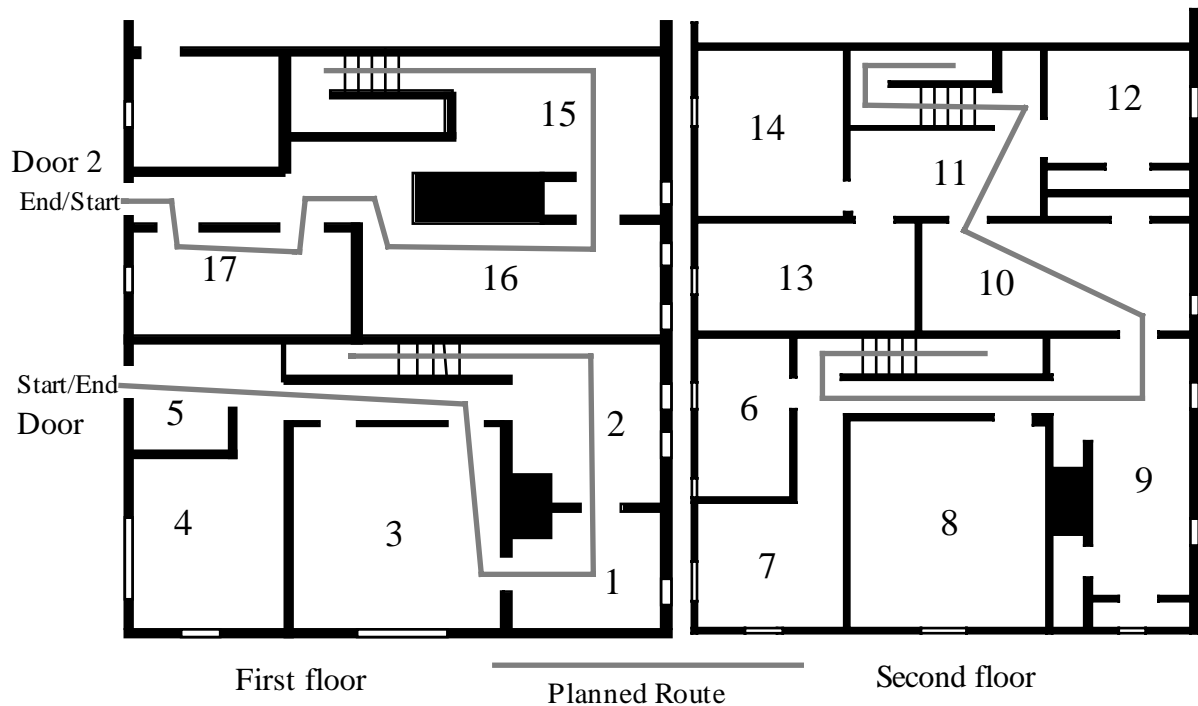 15
12
14
Door 2
11
End/Start
17
16
13
10
Start/End
Door
5
2
6
9
4
3
8
7
1
First floor
Planned Route
Second floor